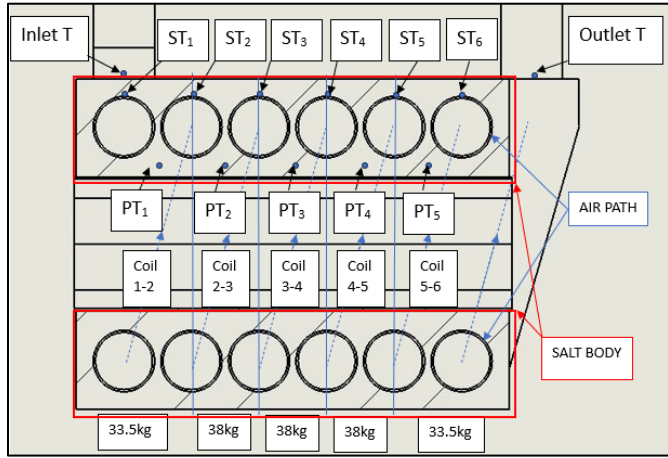 Inlet T
ST1
ST2
ST3
ST4
ST5
ST6
Outlet T
PT1
PT2
PT3
PT4
PT5
AIR PATH
Coil
1-2
Coil
2-3
Coil
3-4
Coil
4-5
Coil
5-6
SALT BODY
33.5kg
38kg
38kg
38kg
33.5kg